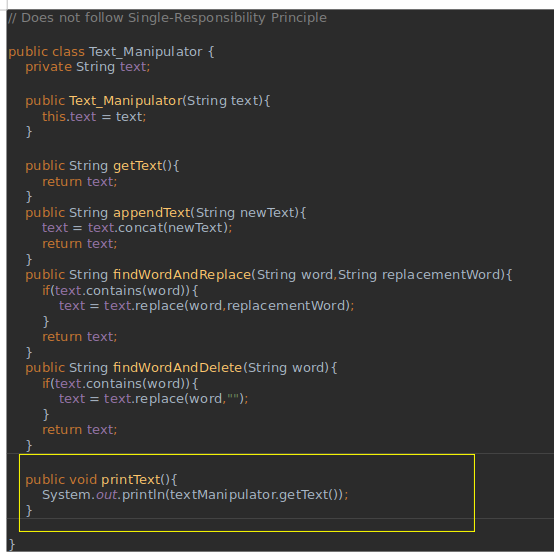 // Does not follow Single-Responsibility Principle
public class Text_Manipulator {
private String text;
public Text_Manipulator(String text){
this.text = text;
}
public String getText(){
return text;
}
public String appendText(String newText){
text = text.concat(newText);
return text;
}
public String findWordAndReplace(String word,String replacementWord){
if(text.contains(word)){
text = text.replace(word,replacementWord);
}
return text;
}
public String findWordAndDelete(String word){
if(text.contains(word)){
text = text.replace(word,"");
}
return text;
}
public void printText(){
System.out.println(textManipulator.getText());
}
}